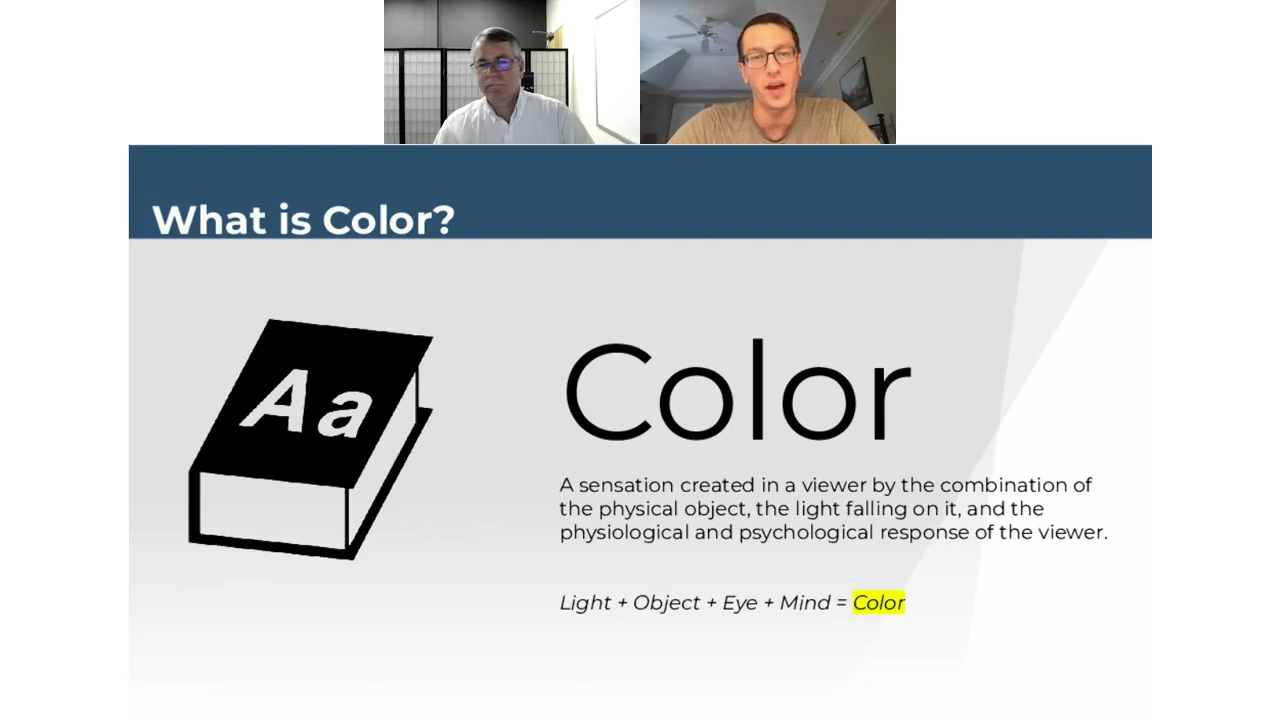 What is Color?
Aa
Color
A sensation created in a viewer by the combination of
the physical object, the light falling on it, and the
physiological and psychological response of the viewer.
Light + Object + Eye + Mind = Color